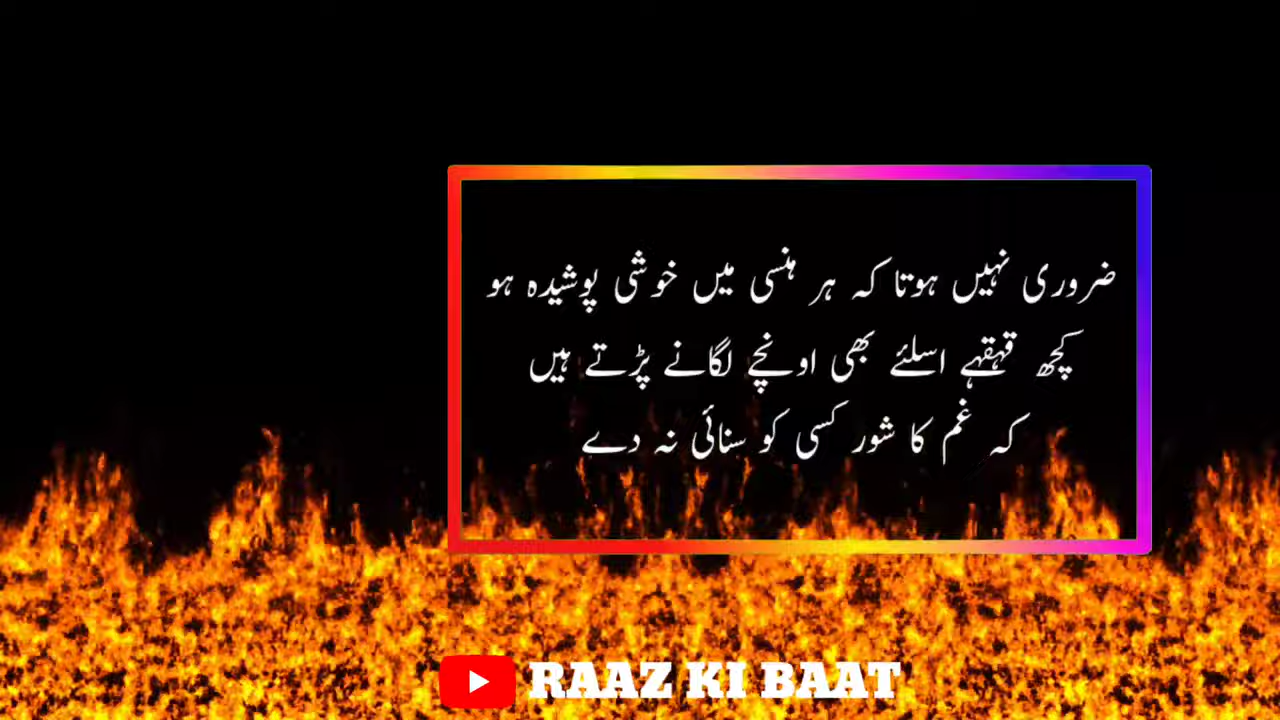 ضروری نہیں ہوتا کہ ہر ہنسی میں خوشی پوشیدہ ہو
کچھ قہقہے اسلئے بھی اونچے لگانے پڑتے ہیں
کہ غم کا شور کسی کو سنائی نہ دے
RAAZ KI BAAT